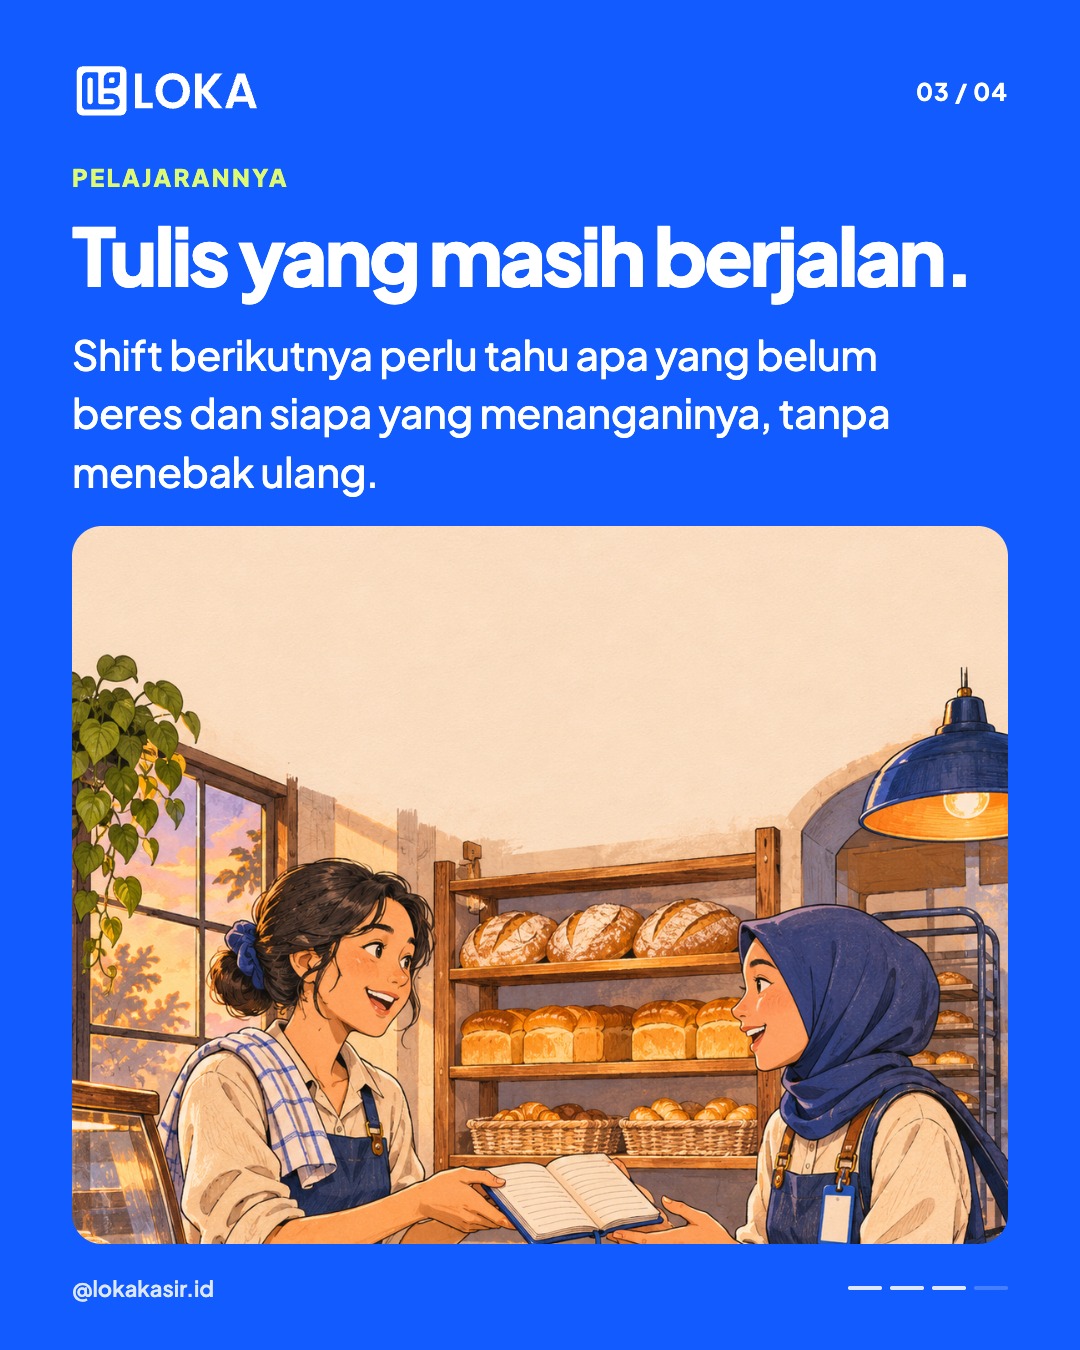 LOKA
03 / 04
PELAJARANNYA
Tulis yang masih berjalan.
Shift berikutnya perlu tahu apa yang belum
beres dan siapa yang menanganinya, tanpa
menebak ulang.
@lokakasir.id